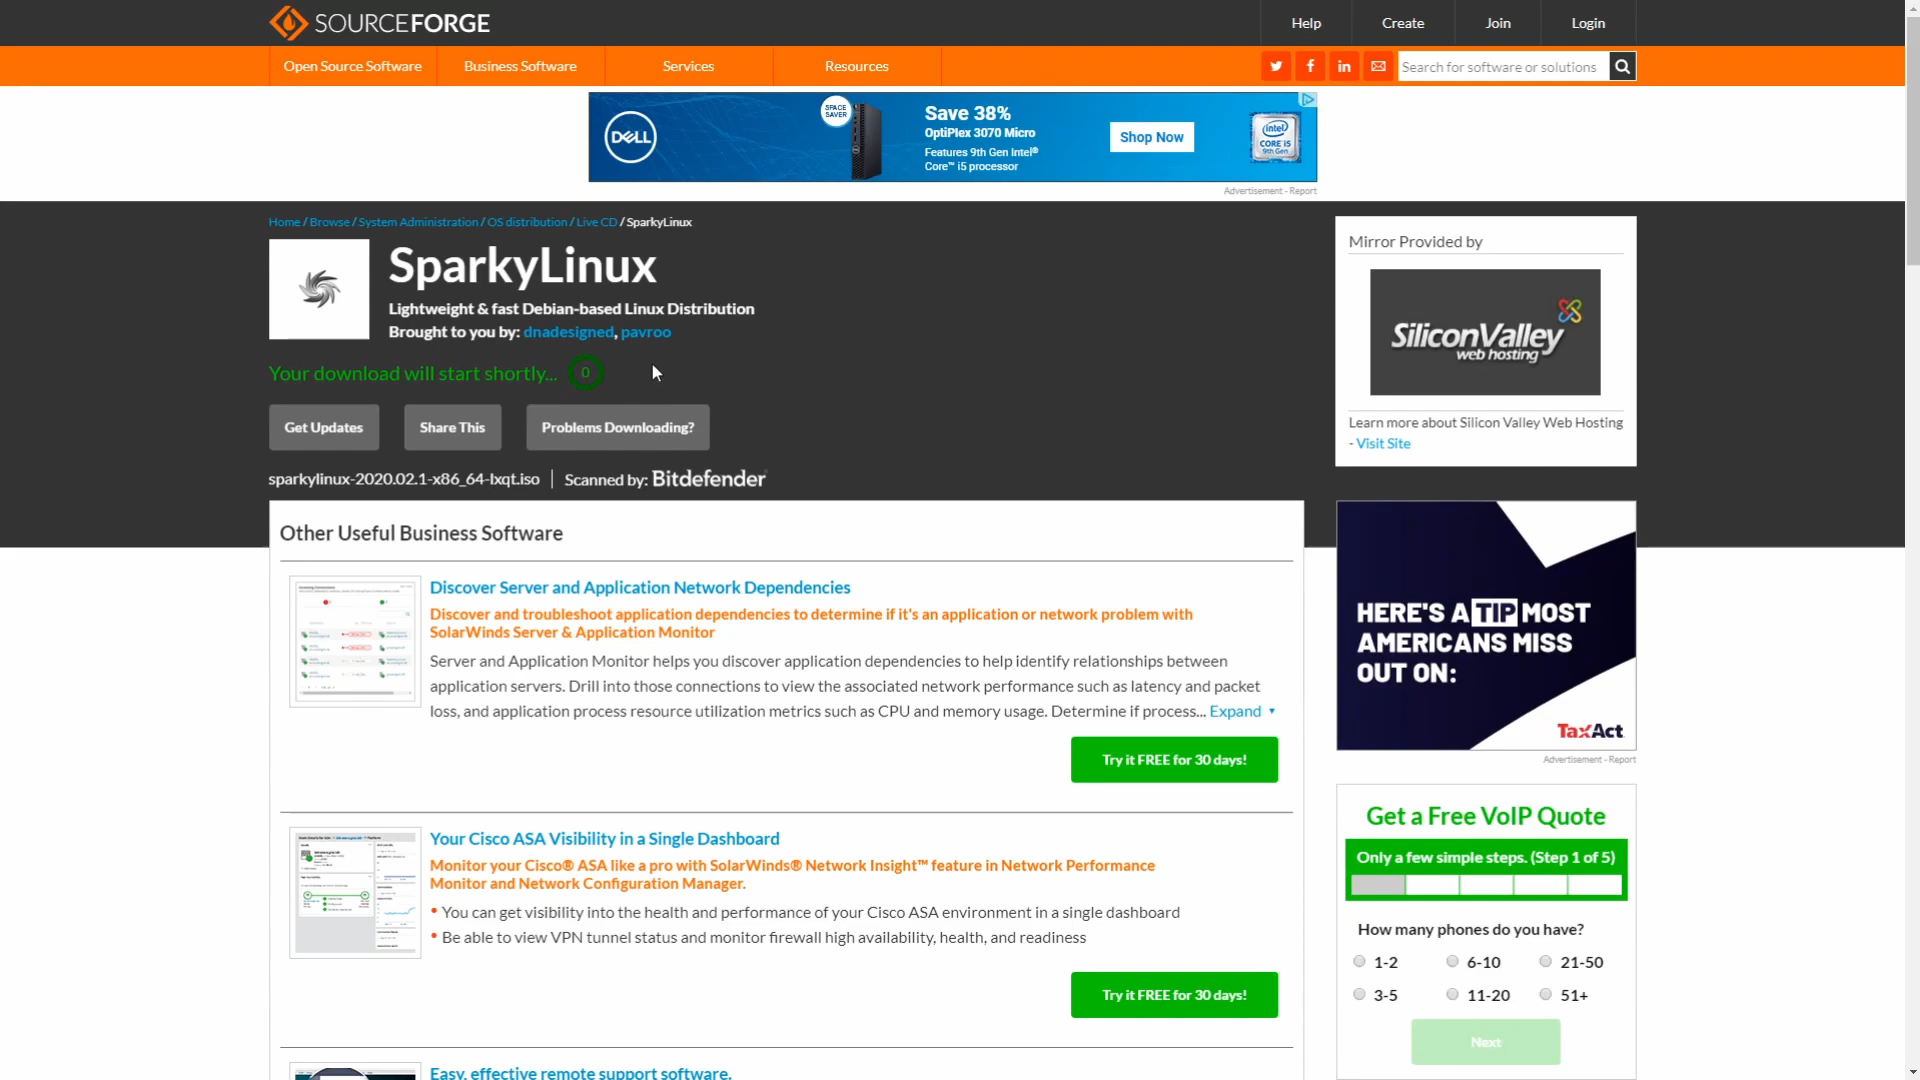 SOURCEFORGE
Help
Create
Join
Login
Open Source Software
Business Software
Services
Resources
Search for software or solutions
DELL
SPACE SAVER
Save 38%
OptiPlex 3070 Micro
Features 9th Gen Intel®
Core™ i5 processor
Shop Now
intel
CORE i5
9th Gen
Advertisement - Report
Home / Browse / System Administration / OS distribution / Live CD / SparkyLinux
SparkyLinux
Lightweight & fast Debian-based Linux Distribution
Brought to you by: dnadesigned, pavroo
Your download will start shortly... 0
Get Updates
Share This
Problems Downloading?
sparkylinux-2020.02.1-x86_64-lxqt.iso
Scanned by: Bitdefender
Mirror Provided by
SiliconValley
web hosting
Learn more about Silicon Valley Web Hosting
- Visit Site
Other Useful Business Software
Discover Server and Application Network Dependencies
Discover and troubleshoot application dependencies to determine if it's an application or network problem with
SolarWinds Server & Application Monitor
Server and Application Monitor helps you discover application dependencies to help identify relationships between
application servers. Drill into those connections to view the associated network performance such as latency and packet
loss, and application process resource utilization metrics such as CPU and memory usage. Determine if process... Expand
Try it FREE for 30 days!
Your Cisco ASA Visibility in a Single Dashboard
Monitor your Cisco® ASA like a pro with SolarWinds® Network Insight™ feature in Network Performance
Monitor and Network Configuration Manager.
• You can get visibility into the health and performance of your Cisco ASA environment in a single dashboard
• Be able to view VPN tunnel status and monitor firewall high availability, health, and readiness
Try it FREE for 30 days!
Easy, effective remote support software.
HERE'S A TIP MOST
AMERICANS MISS
OUT ON:
TaxAct
Advertisement - Report
Get a Free VoIP Quote
Only a few simple steps. (Step 1 of 5)
How many phones do you have?
1-2
6-10
21-50
3-5
11-20
51+
Next